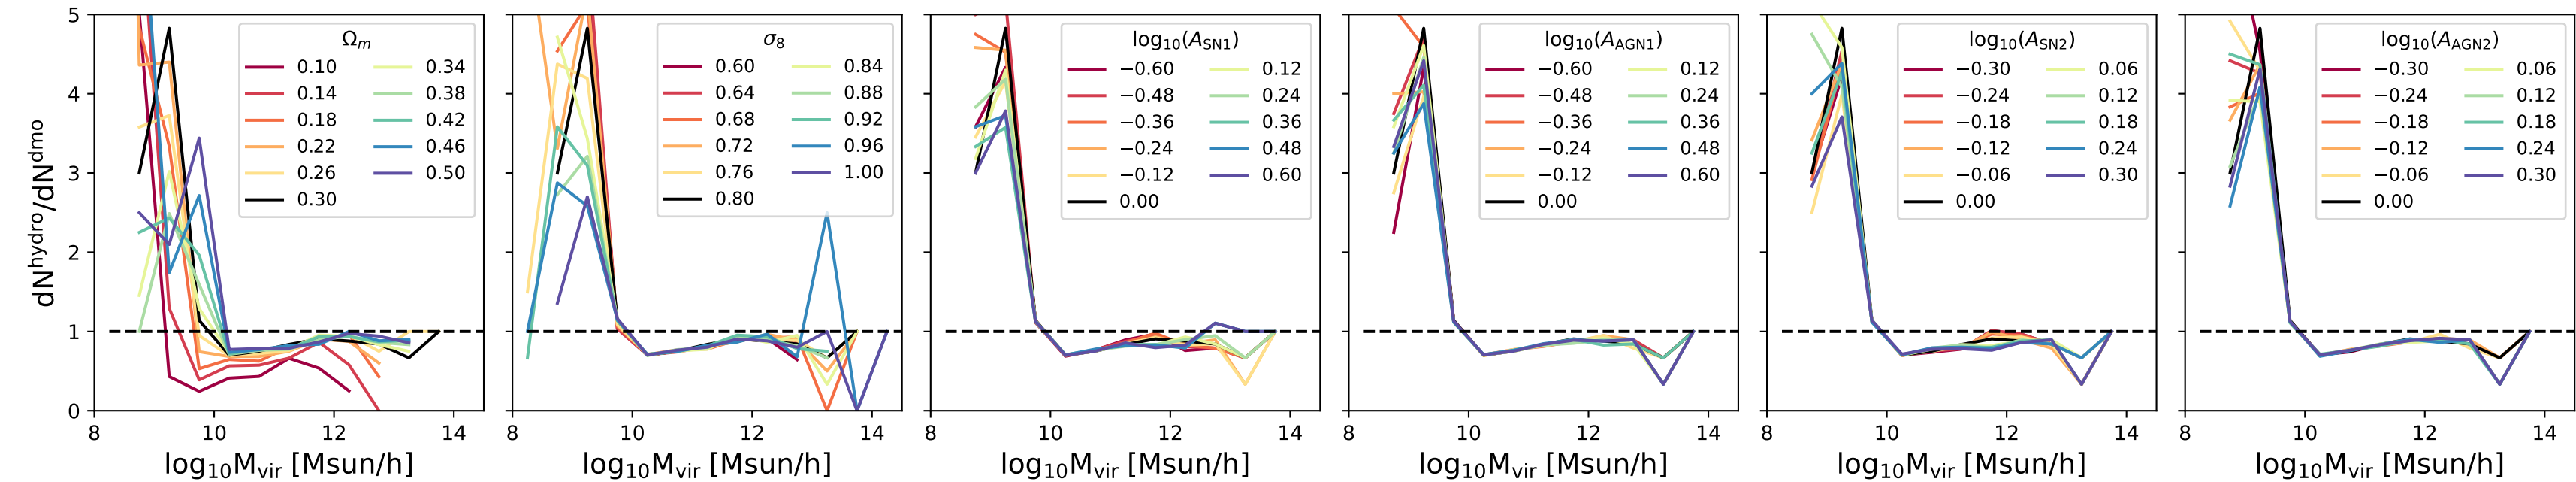 dN^hydro/dN^dmo
5
4
3
2
1
0
Ω_m
0.10 0.34
0.14 0.38
0.18 0.42
0.22 0.46
0.26 0.50
0.30
8 10 12 14
log₁₀M_vir [Msun/h]
σ₈
0.60 0.84
0.64 0.88
0.68 0.92
0.72 0.96
0.76 1.00
0.80
8 10 12 14
log₁₀M_vir [Msun/h]
log₁₀(A_SN1)
−0.60 0.12
−0.48 0.24
−0.36 0.36
−0.24 0.48
−0.12 0.60
0.00
8 10 12 14
log₁₀M_vir [Msun/h]
log₁₀(A_AGN1)
−0.60 0.12
−0.48 0.24
−0.36 0.36
−0.24 0.48
−0.12 0.60
0.00
8 10 12 14
log₁₀M_vir [Msun/h]
log₁₀(A_SN2)
−0.30 0.06
−0.24 0.12
−0.18 0.18
−0.12 0.24
−0.06 0.30
0.00
8 10 12 14
log₁₀M_vir [Msun/h]
log₁₀(A_AGN2)
−0.30 0.06
−0.24 0.12
−0.18 0.18
−0.12 0.24
−0.06 0.30
0.00
8 10 12 14
log₁₀M_vir [Msun/h]